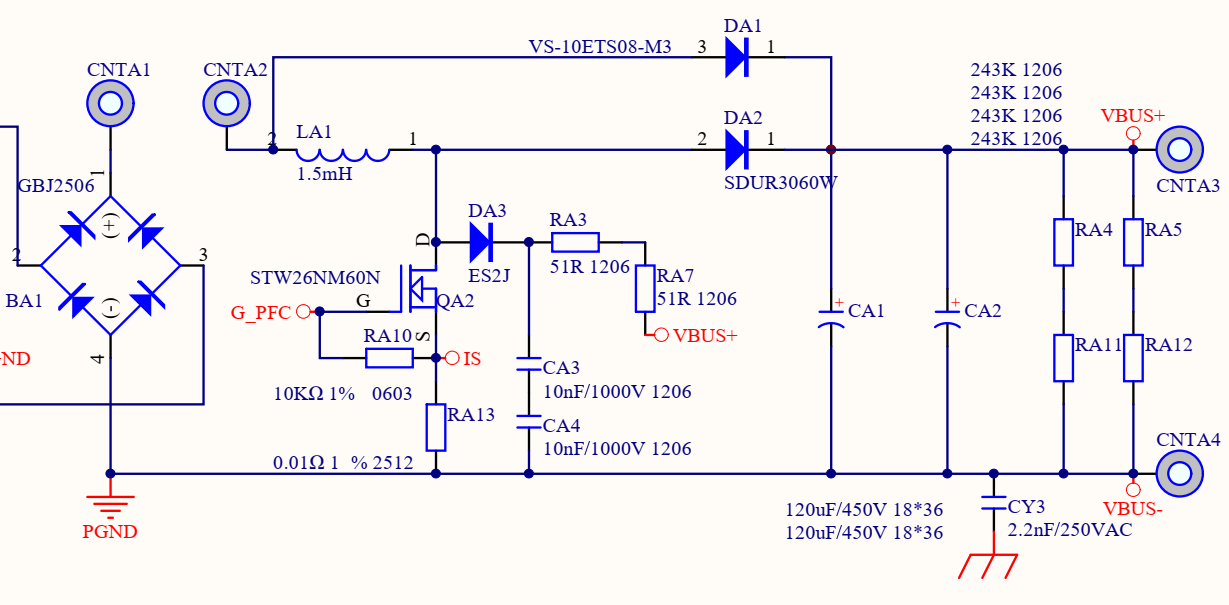 DA1
VS-10ETS08-M3
3
1
CNTA1
CNTA2
243K 1206
243K 1206
243K 1206
243K 1206
VBUS+
DA2
2
LA1
1
2
1
1.5mH
SDUR3060W
CNTA3
1
GBJ2506
(+)
DA3
RA3
D
RA4
RA5
2
3
ES2J
51R 1206
STW26NM60N
RA7
51R 1206
BA1
(-)
G
QA2
G_PFC
CA1
+
CA2
+
RA10
S
VBUS+
RA11
RA12
4
ND
IS
CA3
10KΩ 1% 0603
10nF/1000V 1206
RA13
CA4
10nF/1000V 1206
CNTA4
0.01Ω 1 % 2512
120uF/450V 18*36
120uF/450V 18*36
CY3
2.2nF/250VAC
VBUS-
PGND